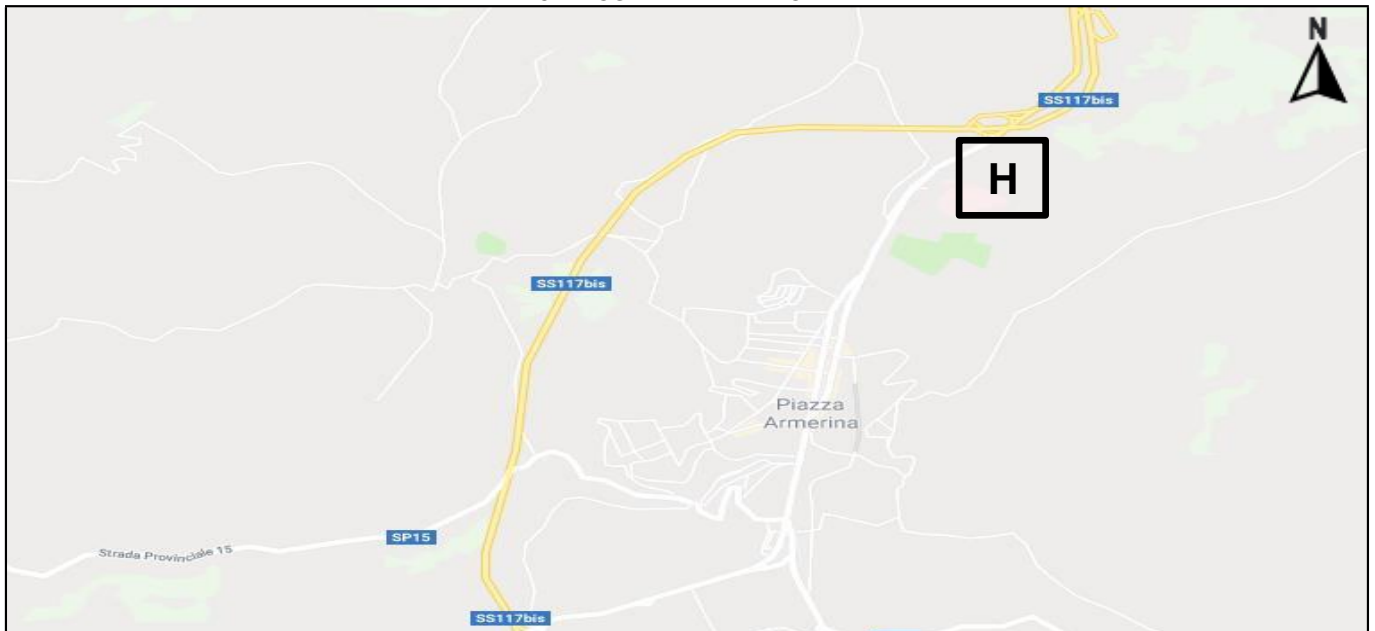 N
SS117bis
H
SS117bis
Piazza
Armerina
SP15
Strada Provinciale 15
SS117bis